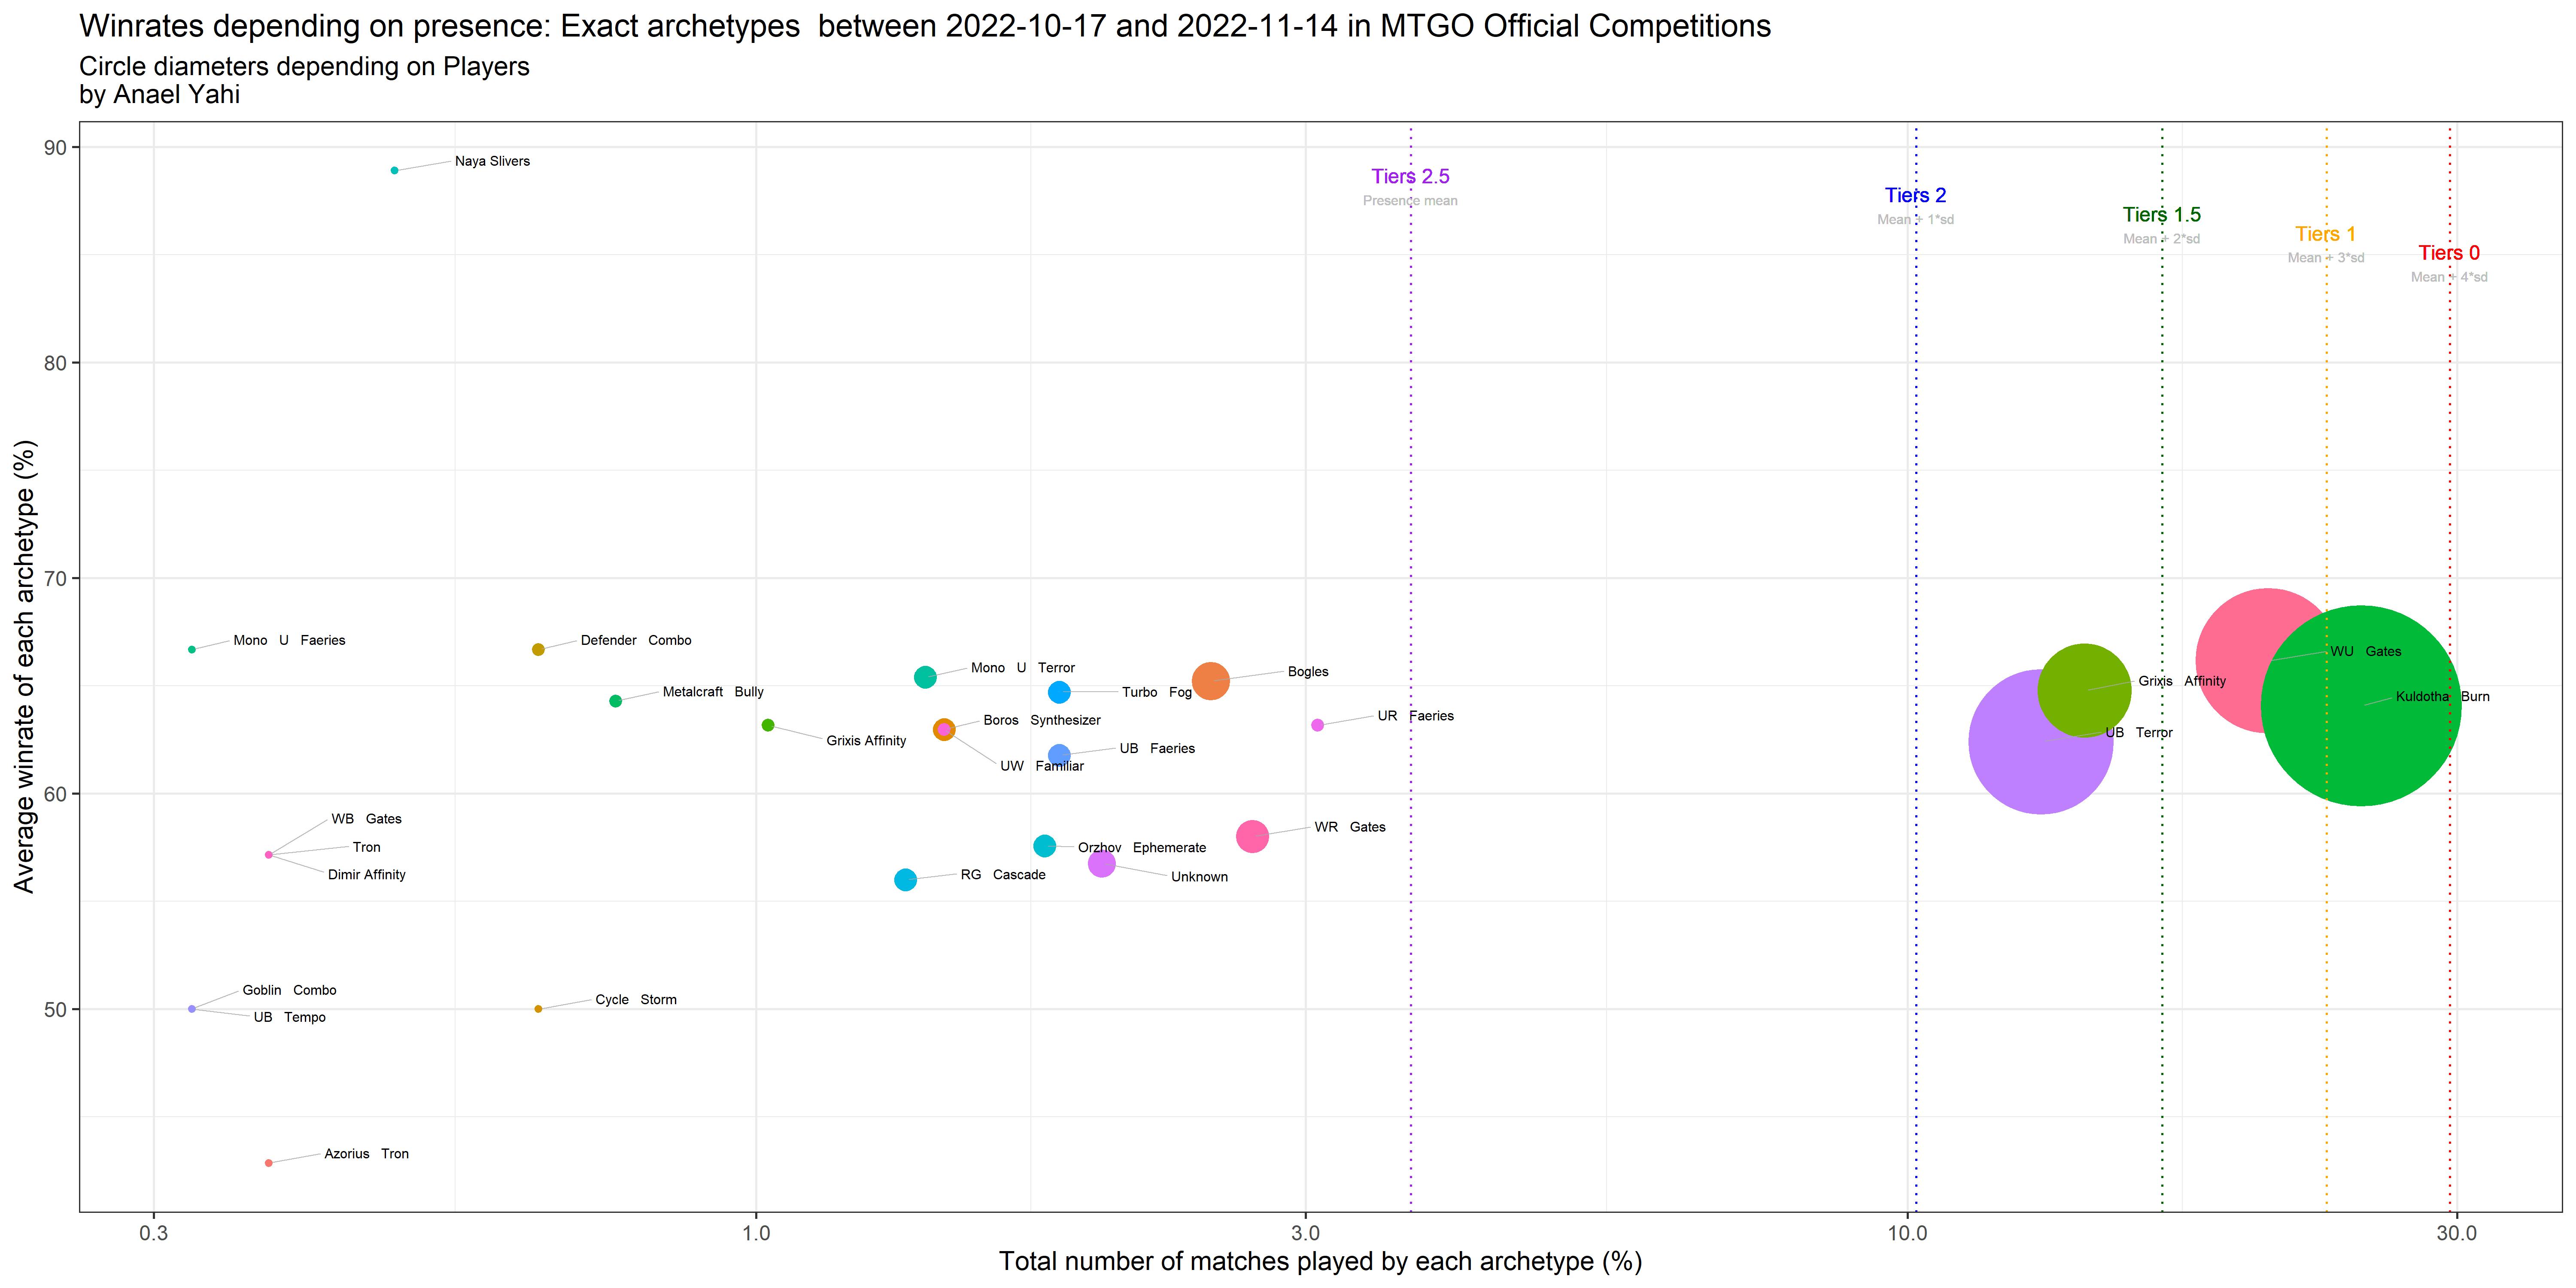 Winrates depending on presence: Exact archetypes  between 2022-10-17 and 2022-11-14 in MTGO Official Competitions
Circle diameters depending on Players
by Anael Yahi
Average winrate of each archetype (%)
90
80
70
60
50
Naya Slivers
Tiers 2.5
Presence mean
Tiers 2
Mean + 1*sd
Tiers 1.5
Mean + 2*sd
Tiers 1
Mean + 3*sd
Tiers 0
Mean + 4*sd
Mono   U   Faeries
Defender   Combo
Metalcraft   Bully
Grixis Affinity
Mono   U   Terror
Turbo   Fog
Bogles
Boros   Synthesizer
UR   Faeries
UB   Faeries
UW   Familiar
WU   Gates
Grixis   Affinity
Kuldotha   Burn
UB   Terror
WB   Gates
Tron
Dimir Affinity
WR   Gates
Orzhov   Ephemerate
RG   Cascade
Unknown
Goblin   Combo
UB   Tempo
Cycle   Storm
Azorius   Tron
0.3
1.0
3.0
10.0
30.0
Total number of matches played by each archetype (%)